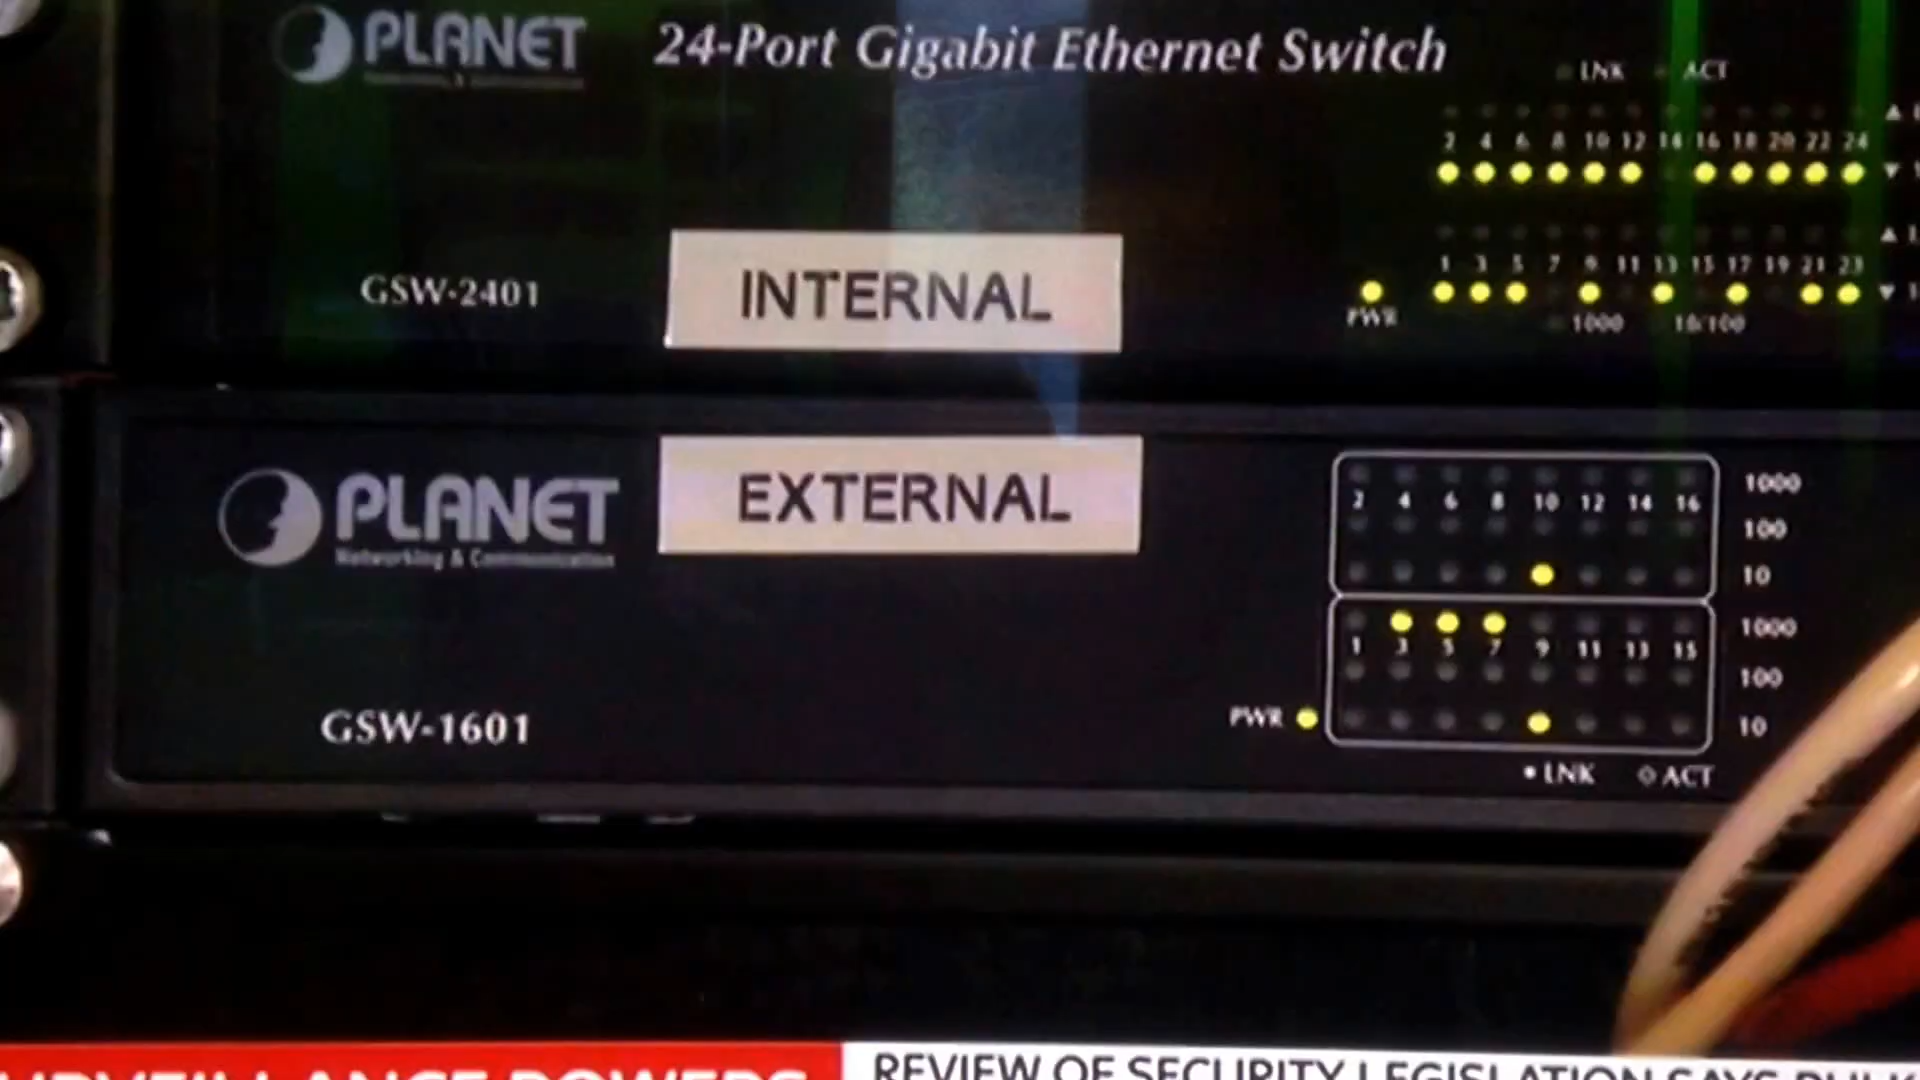 PLANET
24-Port Gigabit Ethernet Switch
LNK ACT
2 4 6 8 10 12 14 16 18 20 22 24
GSW-2401
INTERNAL
1 3 5 7 9 11 13 15 17 19 21 23
PWR
1000 10/100
PLANET
Networking & Communication
EXTERNAL
2 4 6 8 10 12 14 16
1000
100
10
1000
1 3 5 7 9 11 13 15
100
10
PWR
GSW-1601
LNK ACT
SURVEILLANCE POWERS
REVIEW OF SECURITY LEGISLATION SAYS BULK